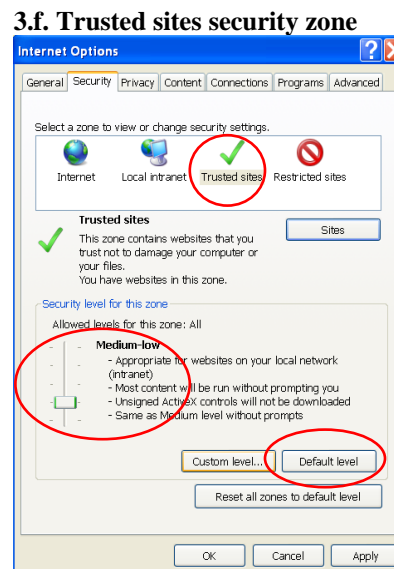 3.f. Trusted sites security zone
Internet Options
?
General Security Privacy Content Connections Programs Advanced
Select a zone to view or change security settings.
Internet Local intranet Trusted sites Restricted sites
Trusted sites
Sites
This zone contains websites that you
trust not to damage your computer or
your files.
You have websites in this zone.
Security level for this zone
Allowed levels for this zone: All
Medium-low
- Appropriate for websites on your local network
(intranet)
- Most content will be run without prompting you
- Unsigned ActiveX controls will not be downloaded
- Same as Medium level without prompts
Custom level... Default level
Reset all zones to default level
OK Cancel Apply